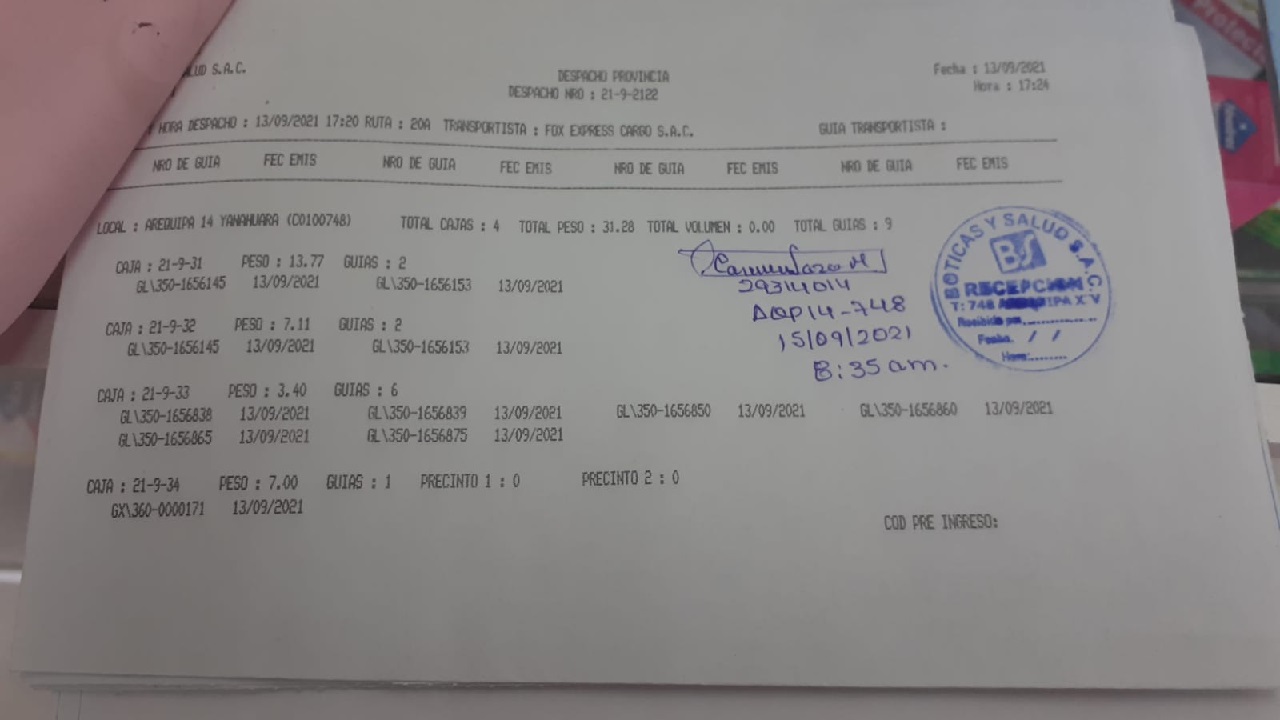 LUD S.A.C.
DESPACHO PROVINCIA
Fecha : 13/09/2021
DESPACHO NRO : 21-9-2122
Hora : 17:24
HORA DESPACHO : 13/09/2021 17:20 RUTA : 20A TRANSPORTISTA : FOX EXPRESS CARGO S.A.C. GUIA TRANSPORTISTA :
NRO DE GUIA FEC EMIS NRO DE GUIA FEC EMIS NRO DE GUIA FEC EMIS NRO DE GUIA FEC EMIS
LOCAL : AREQUIPA 14 YANAHUARA (C0100748) TOTAL CAJAS : 4 TOTAL PESO : 31.28 TOTAL VOLUMEN : 0.00 TOTAL GUIAS : 9
CAJA : 21-9-31 PESO : 13.77 GUIAS : 2
GL\350-1656145 13/09/2021 GL\350-1656153 13/09/2021
CAJA : 21-9-32 PESO : 7.11 GUIAS : 2
GL\350-1656145 13/09/2021 GL\350-1656153 13/09/2021
CAJA : 21-9-33 PESO : 3.40 GUIAS : 6
GL\350-1656838 13/09/2021 GL\350-1656839 13/09/2021 GL\350-1656850 13/09/2021 GL\350-1656860 13/09/2021
GL\350-1656865 13/09/2021 GL\350-1656875 13/09/2021
CAJA : 21-9-34 PESO : 7.00 GUIAS : 1 PRECINTO 1 : 0 PRECINTO 2 : 0
GX\360-0000171 13/09/2021
COD PRE INGRESO:
29314014
AQP14-748
15/09/2021
8:35am.
BOTICAS Y SALUD S.A.C.
BS
RECEPCION
T: 748
Recibido por
Fecha. / /
Hora:
Protec